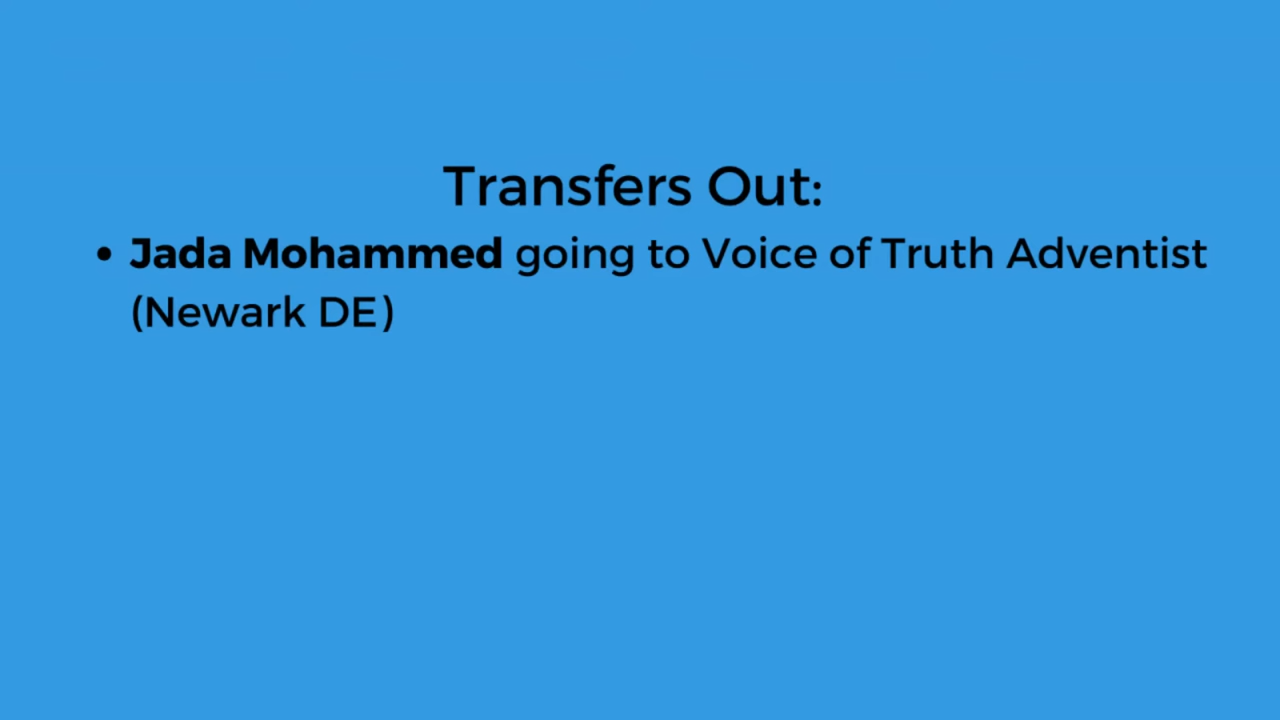 Transfers Out:
• Jada Mohammed going to Voice of Truth Adventist
(Newark DE)